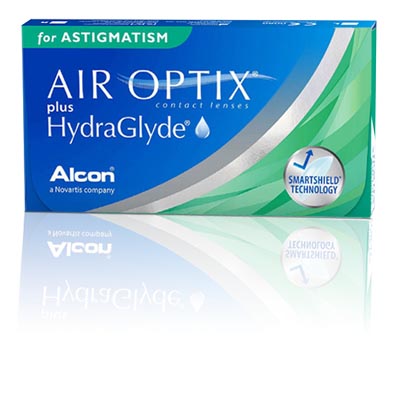 for ASTIGMATISM
AIR OPTIX®
contact lenses
plus
HydraGlyde®
Alcon®
a Novartis company
SMARTSHIELD®
TECHNOLOGY